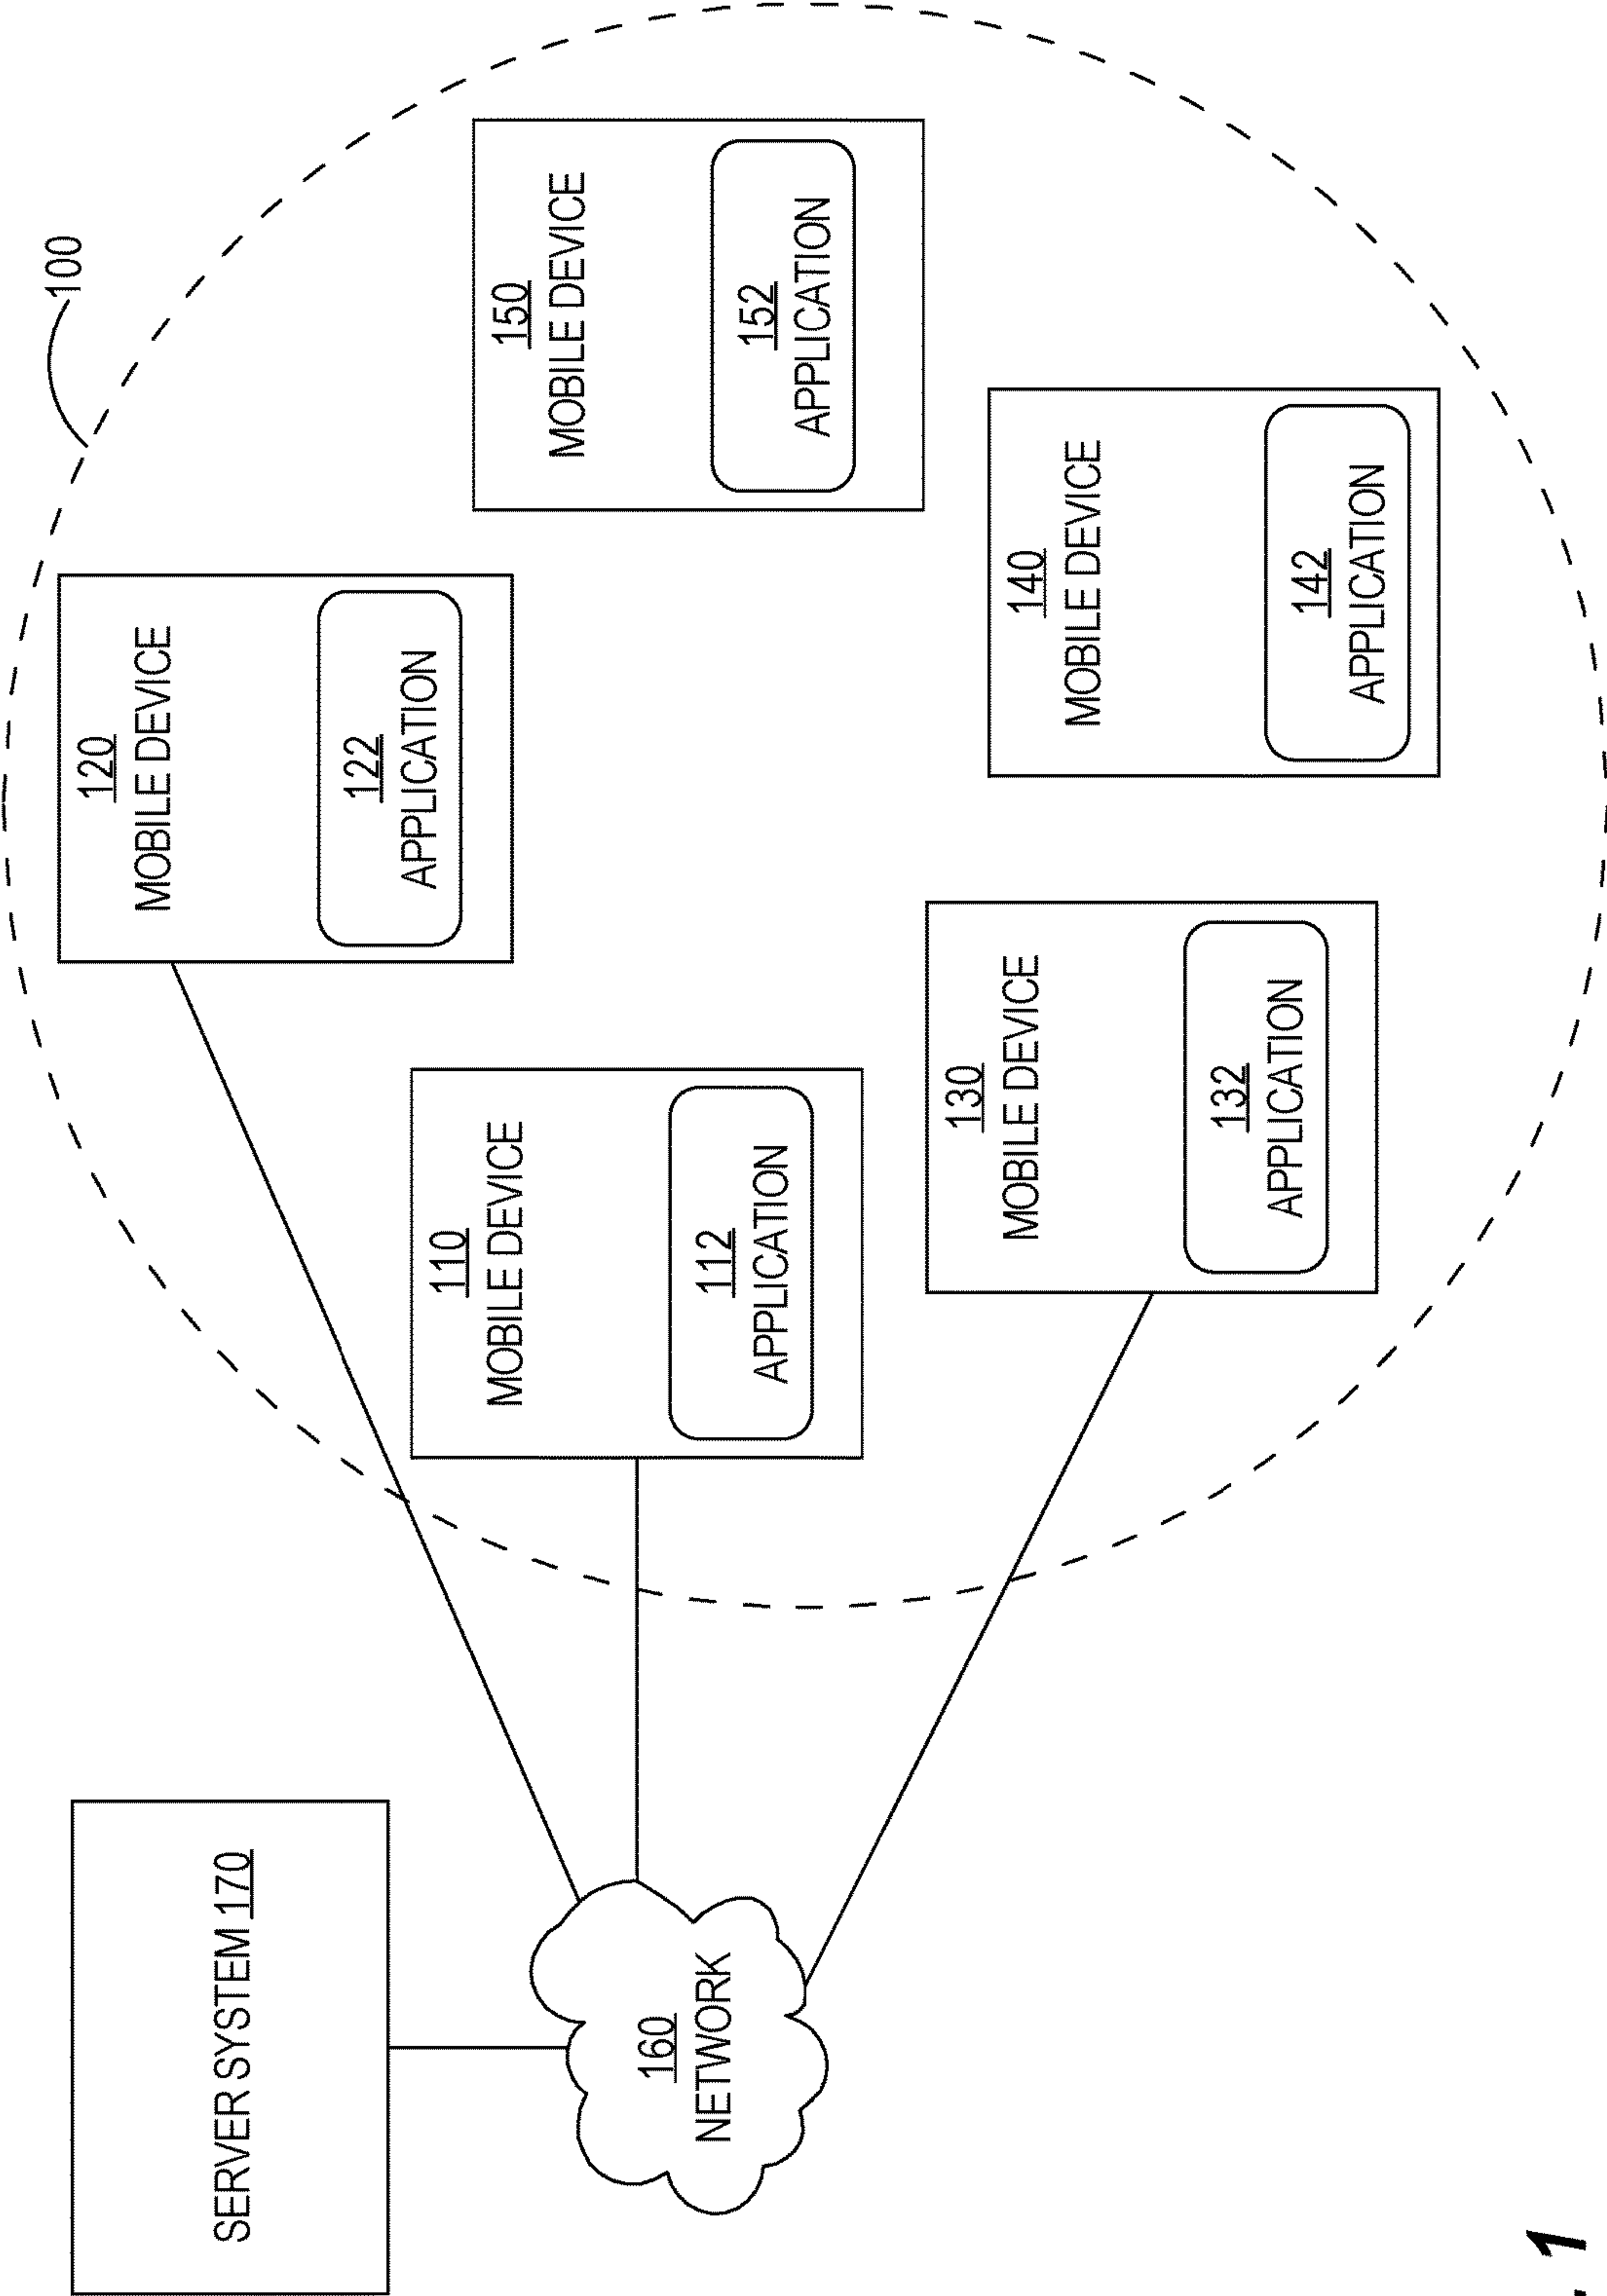 100
120
MOBILE DEVICE
122
APPLICATION
SERVER SYSTEM 170
110
MOBILE DEVICE
112
APPLICATION
150
MOBILE DEVICE
152
APPLICATION
160
NETWORK
130
MOBILE DEVICE
132
APPLICATION
140
MOBILE DEVICE
142
APPLICATION
. 1